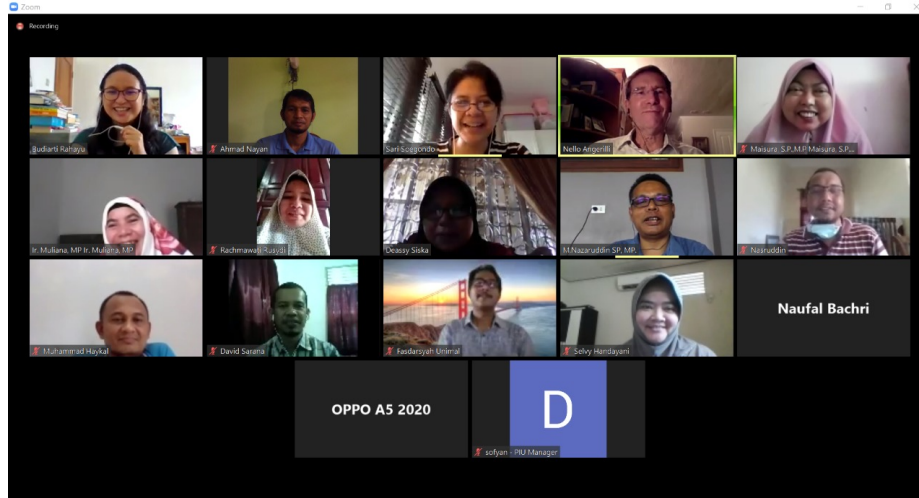 Zoom
Recording
Budiarti Rahayu
Ahmad Nayan
Sari Soegondo
Nello Angerilli
Maisura, S.P.,M.P Maisura, S.P,...
Ir. Muliana, MP Ir. Muliana, MP
Rachmawati Rusydi
Deassy Siska
M.Nazaruddin SP, MP.
Nasruddin
Muhammad Haykal
David Sarana
Fasdarsyah Unimal
Selvy Handayani
Naufal Bachri
OPPO A5 2020
D
sofyan - PIU Manager